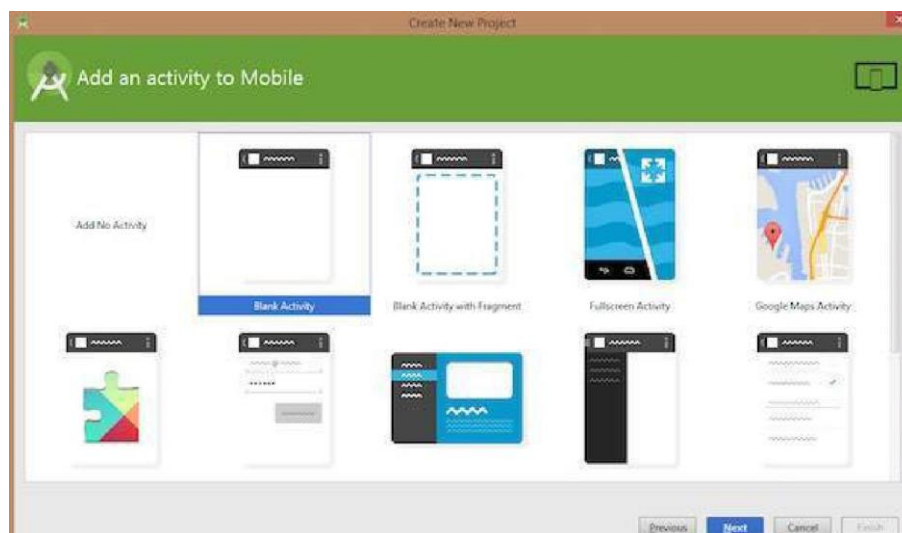 Create New Project
Add an activity to Mobile
Add No Activity
Blank Activity
Blank Activity with Fragment
Fullscreen Activity
Google Maps Activity
Previous
Next
Cancel
Finish